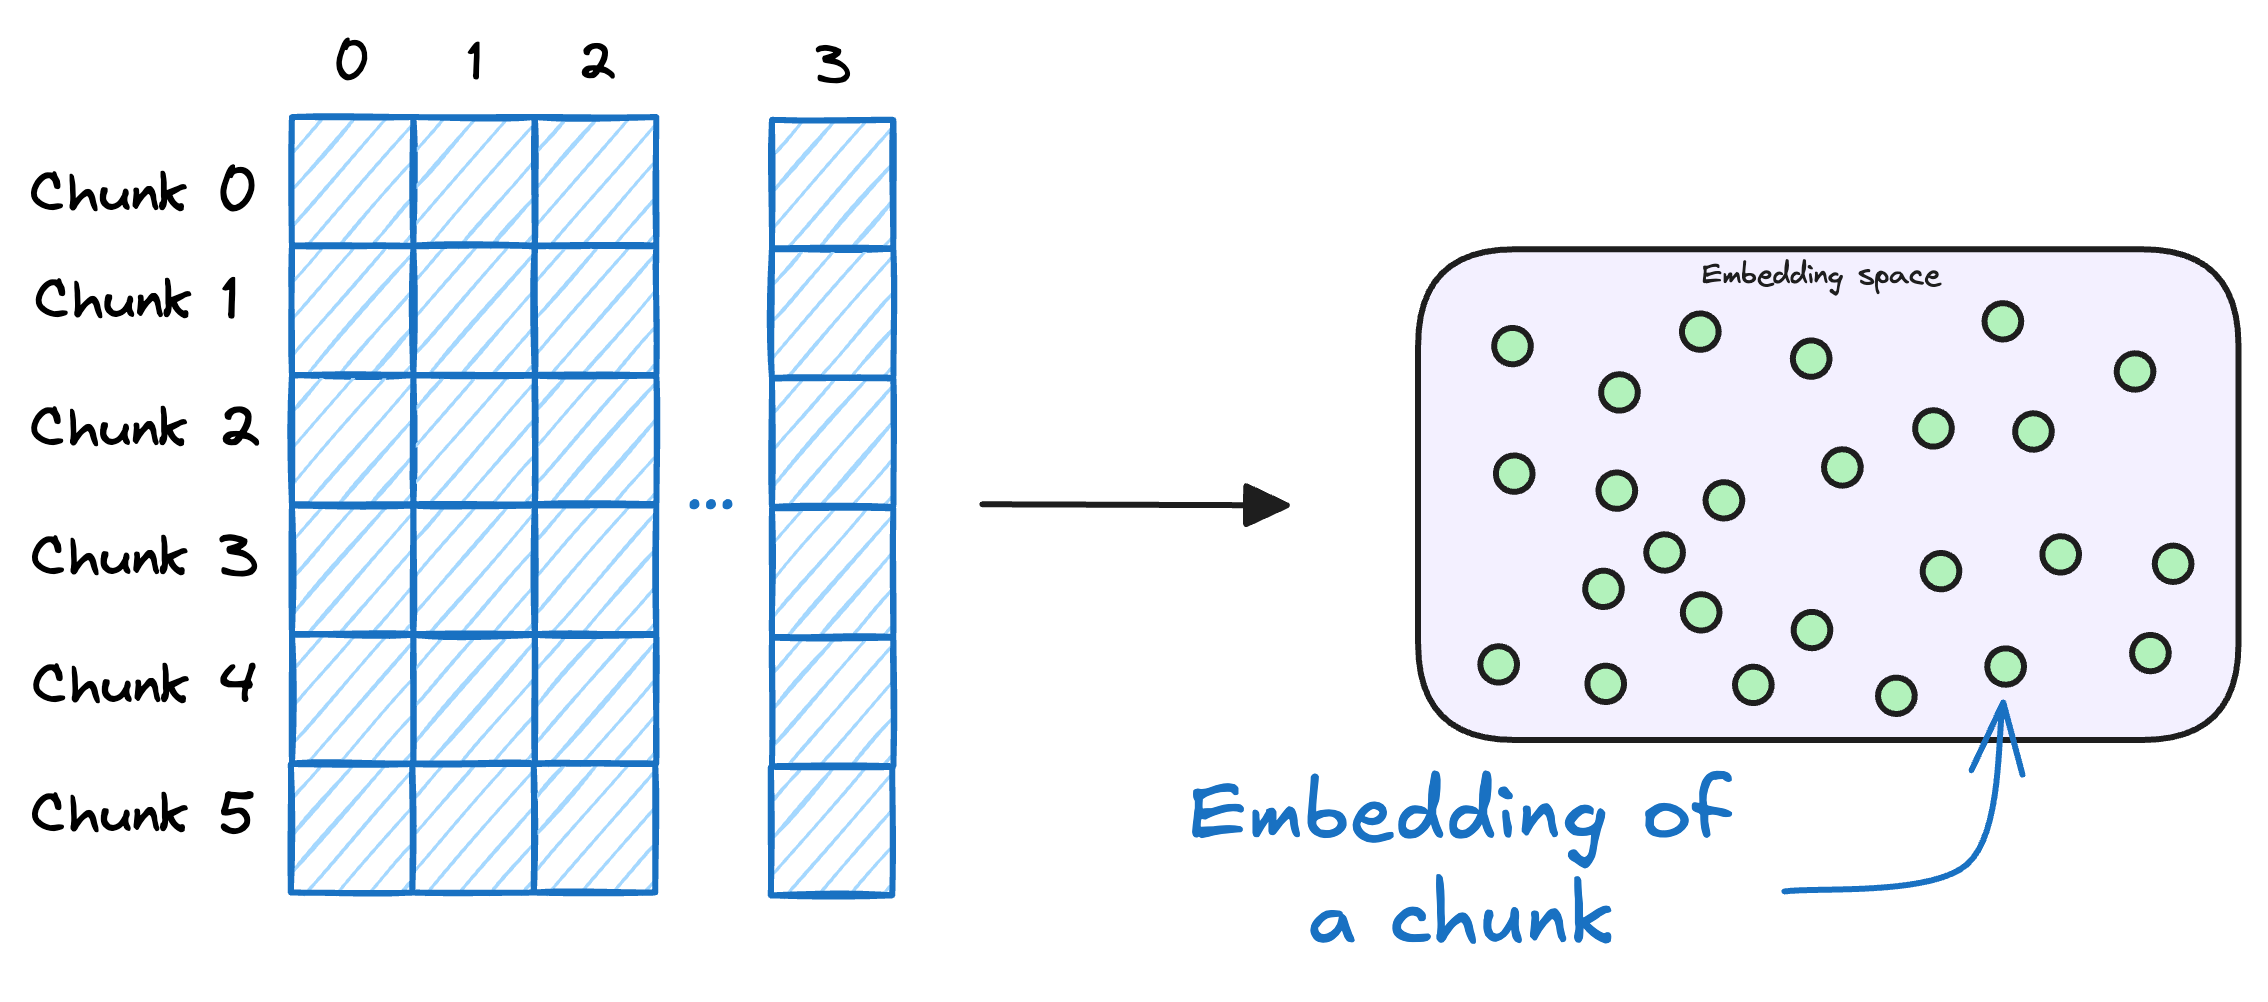 0 1 2 3
Chunk 0
Chunk 1
Chunk 2
Chunk 3
Chunk 4
Chunk 5
...
Embedding space
Embedding of
a chunk